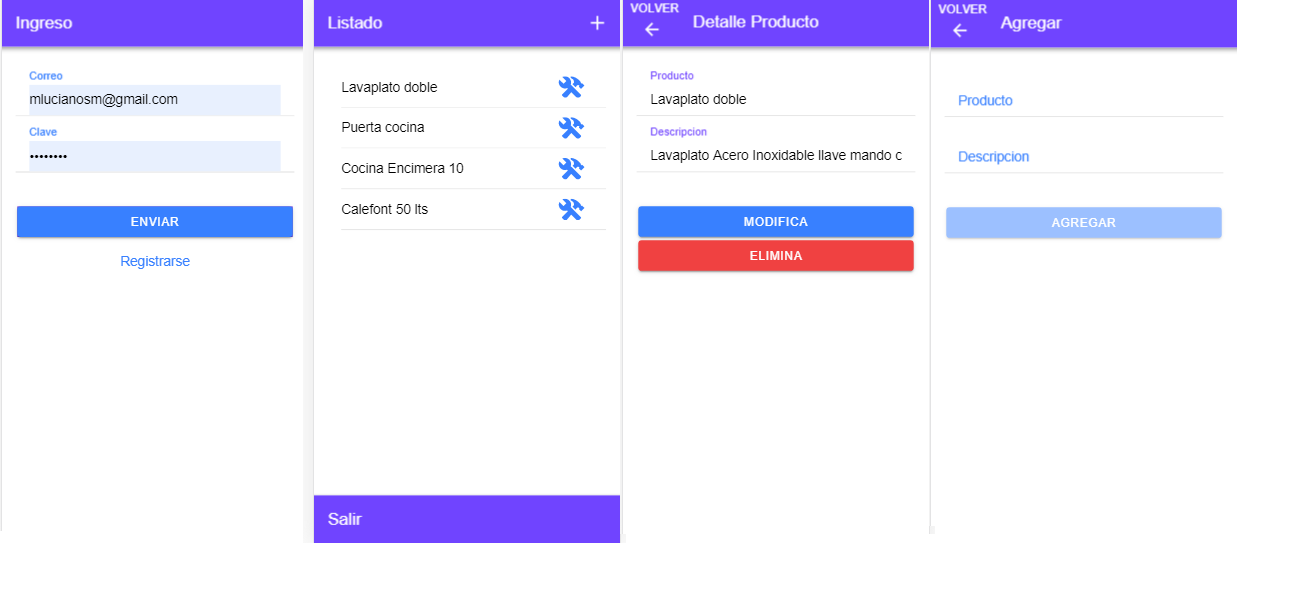 Ingreso
Correo
mlucianosm@gmail.com
Clave
••••••••
ENVIAR
Registrarse
Listado
Lavaplato doble
Puerta cocina
Cocina Encimera 10
Calefont 50 lts
Salir
VOLVER
Detalle Producto
Producto
Lavaplato doble
Descripcion
Lavaplato Acero Inoxidable llave mando c
MODIFICA
ELIMINA
VOLVER
Agregar
Producto
Descripcion
AGREGAR